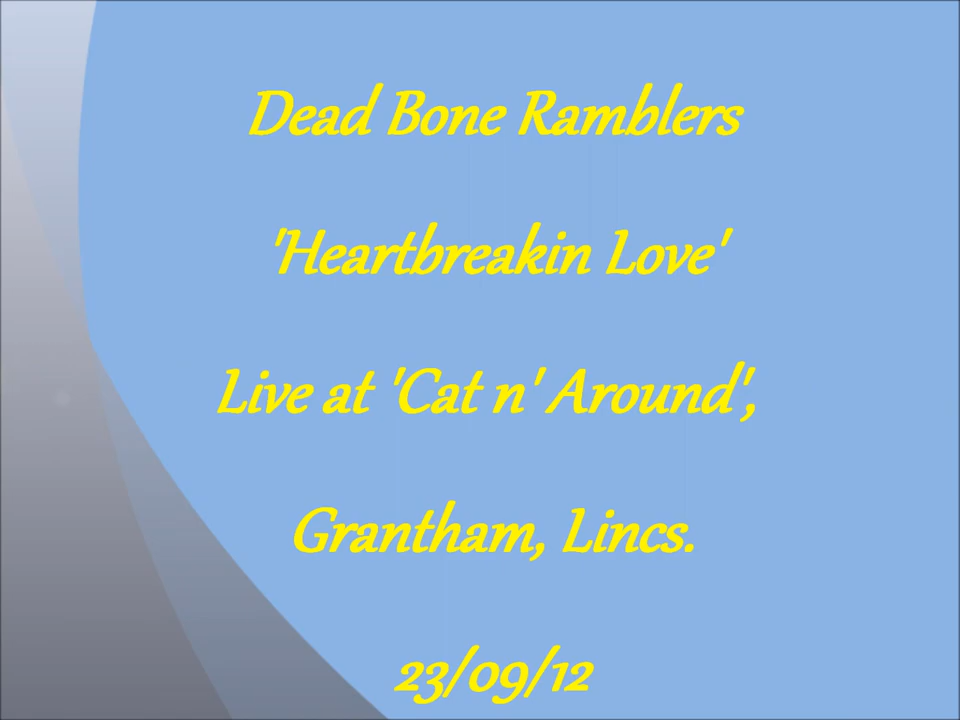 Dead Bone Ramblers
'Heartbreakin Love'
Live at 'Cat n' Around',
Grantham, Lincs.
23/09/12